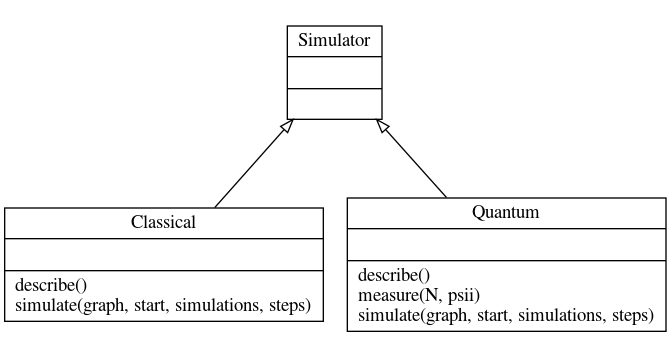 Simulator
Classical
describe()
simulate(graph, start, simulations, steps)
Quantum
describe()
measure(N, psii)
simulate(graph, start, simulations, steps)